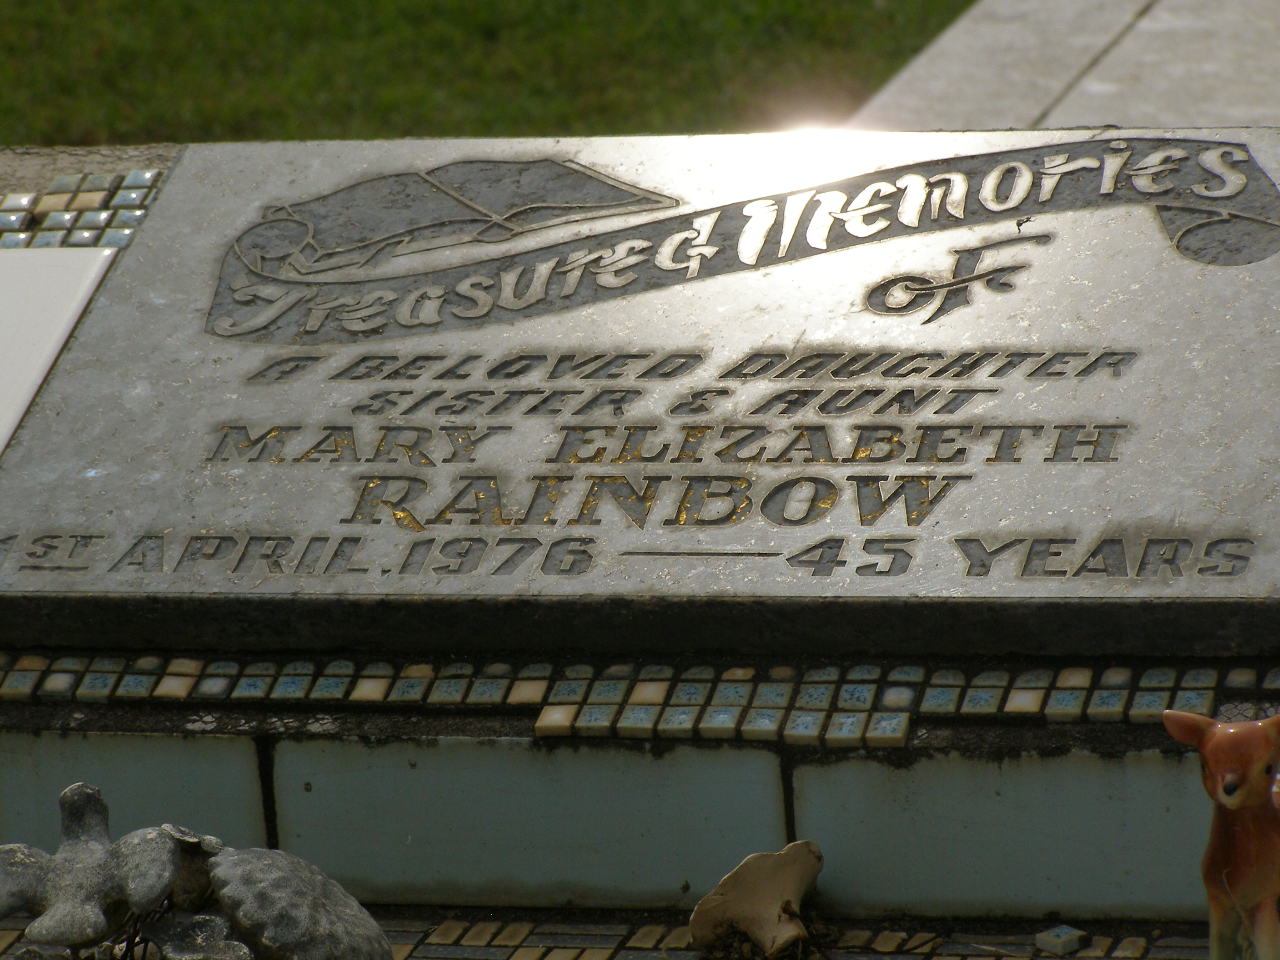 Treasured Memories
of
A BELOVED DAUGHTER
SISTER & AUNT
MARY ELIZABETH
RAINBOW
1ST APRIL.1976 — 45 YEARS